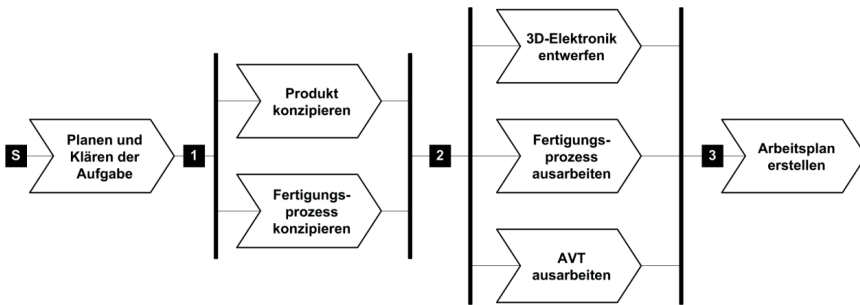 S
Planen und
Klären der
Aufgabe
1
Produkt
konzipieren
Fertigungs-
prozess
konzipieren
2
3D-Elektronik
entwerfen
Fertigungs-
prozess
ausarbeiten
AVT
ausarbeiten
3
Arbeitsplan
erstellen